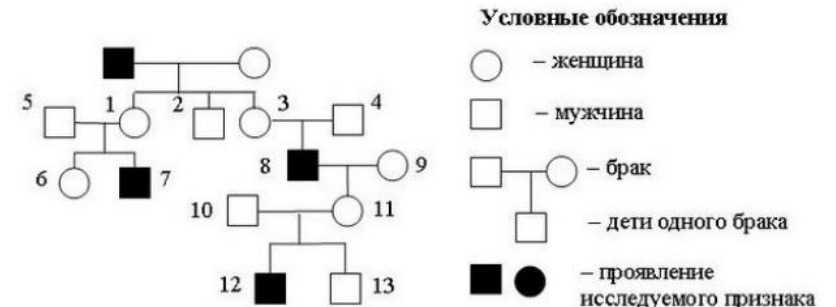 Условные обозначения
– женщина
– мужчина
– брак
– дети одного брака
– проявление
исследуемого признака
5 1 2 3 4
6 7 8 9
10 11
12 13